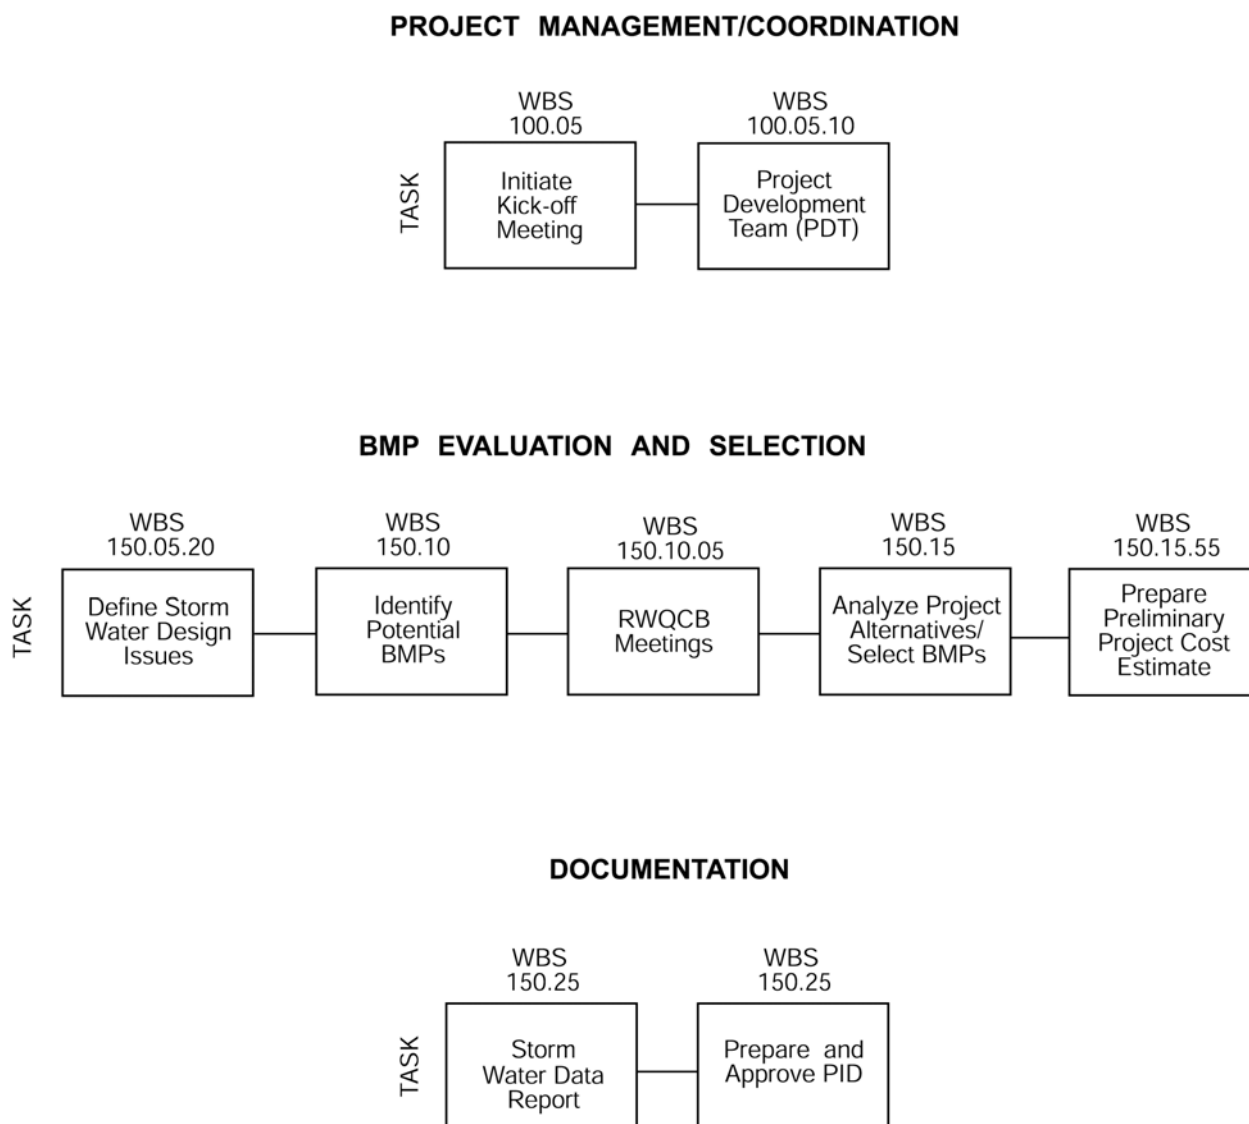 PROJECT MANAGEMENT/COORDINATION
WBS
100.05
WBS
100.05.10
TASK
Initiate
Kick-off
Meeting
Project
Development
Team (PDT)
BMP EVALUATION AND SELECTION
WBS
150.05.20
WBS
150.10
WBS
150.10.05
WBS
150.15
WBS
150.15.55
TASK
Define Storm
Water Design
Issues
Identify
Potential
BMPs
RWQCB
Meetings
Analyze Project
Alternatives/
Select BMPs
Prepare
Preliminary
Project Cost
Estimate
DOCUMENTATION
WBS
150.25
WBS
150.25
TASK
Storm
Water Data
Report
Prepare and
Approve PID